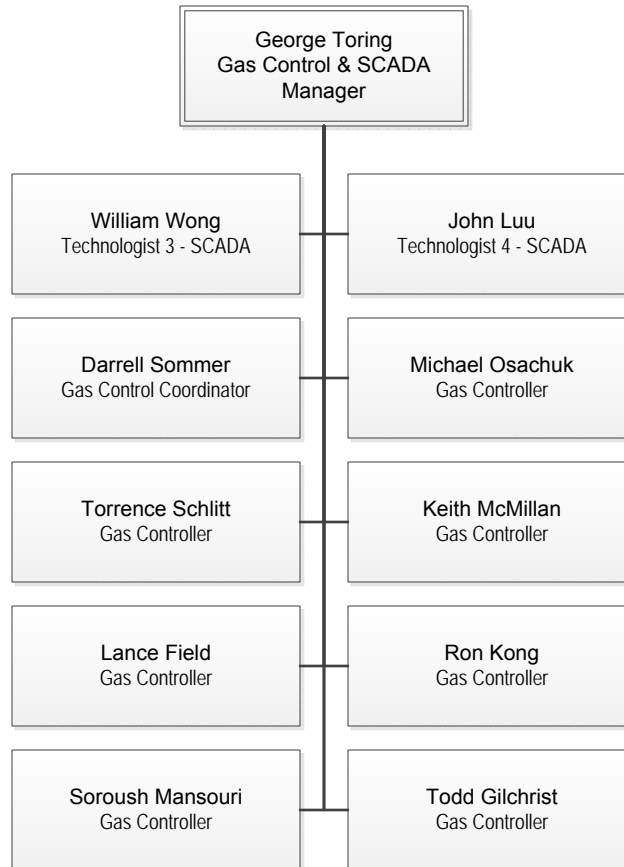 George Toring
Gas Control & SCADA
Manager
William Wong
Technologist 3 - SCADA
John Luu
Technologist 4 - SCADA
Darrell Sommer
Gas Control Coordinator
Michael Osachuk
Gas Controller
Torrence Schlitt
Gas Controller
Keith McMillan
Gas Controller
Lance Field
Gas Controller
Ron Kong
Gas Controller
Soroush Mansouri
Gas Controller
Todd Gilchrist
Gas Controller